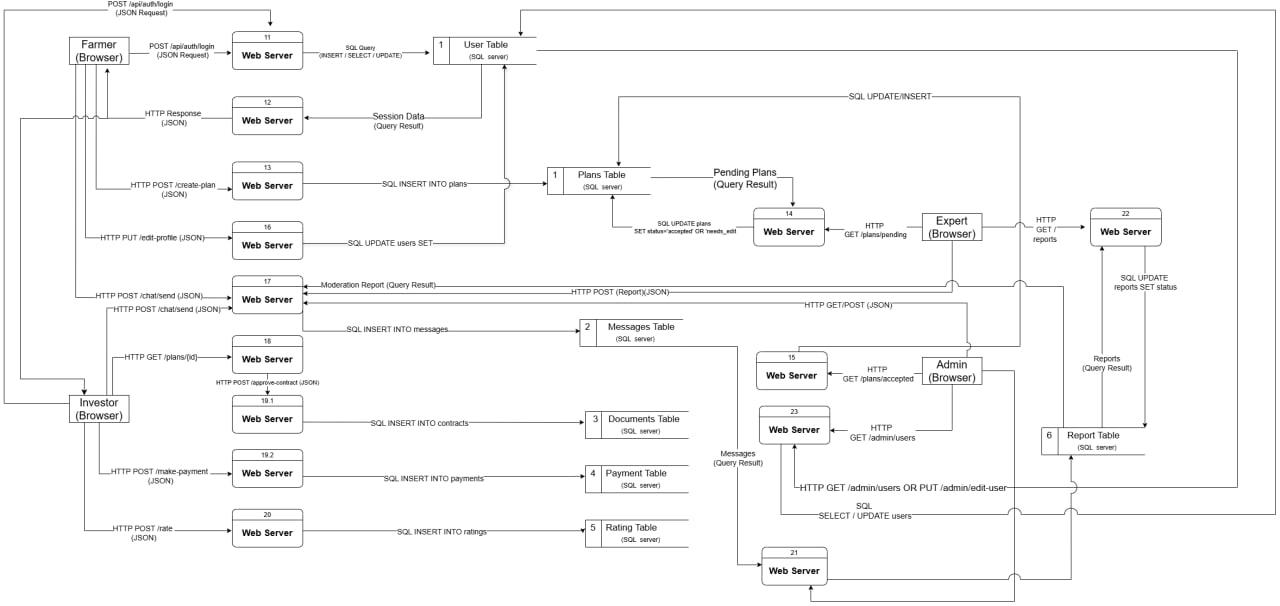 POST /api/auth/login
(JSON Request)
Farmer
(Browser)
POST /api/auth/login
(JSON Request)
11
Web Server
SQL Query
(INSERT / SELECT / UPDATE)
1
User Table
(SQL server)
HTTP Response
(JSON)
12
Web Server
Session Data
(Query Result)
SQL UPDATE/INSERT
HTTP POST /create-plan
(JSON)
13
Web Server
SQL INSERT INTO plans
1
Plans Table
(SQL server)
Pending Plans
(Query Result)
HTTP PUT /edit-profile (JSON)
16
Web Server
SQL UPDATE users SET
SQL UPDATE plans
SET status='accepted' OR 'needs_edit
14
Web Server
HTTP
GET /plans/pending
Expert
(Browser)
HTTP
GET /
reports
22
Web Server
SQL UPDATE
reports SET status
HTTP POST /chat/send (JSON)
HTTP POST /chat/send (JSON)
17
Web Server
Moderation Report (Query Result)
HTTP POST (Report)(JSON)
HTTP GET/POST (JSON)
SQL INSERT INTO messages
2
Messages Table
(SQL server)
HTTP GET /plans/{id}
18
Web Server
HTTP POST /approve-contract (JSON)
15
Web Server
HTTP
GET /plans/accepted
Admin
(Browser)
Reports
(Query Result)
Investor
(Browser)
19.1
Web Server
SQL INSERT INTO contracts
3
Documents Table
(SQL server)
23
Web Server
HTTP
GET /admin/users
6
Report Table
(SQL server)
Messages
(Query Result)
HTTP POST /make-payment
(JSON)
19.2
Web Server
SQL INSERT INTO payments
4
Payment Table
(SQL server)
HTTP GET /admin/users OR PUT /admin/edit-user
SQL
SELECT / UPDATE users
HTTP POST /rate
(JSON)
20
Web Server
SQL INSERT INTO ratings
5
Rating Table
(SQL server)
21
Web Server